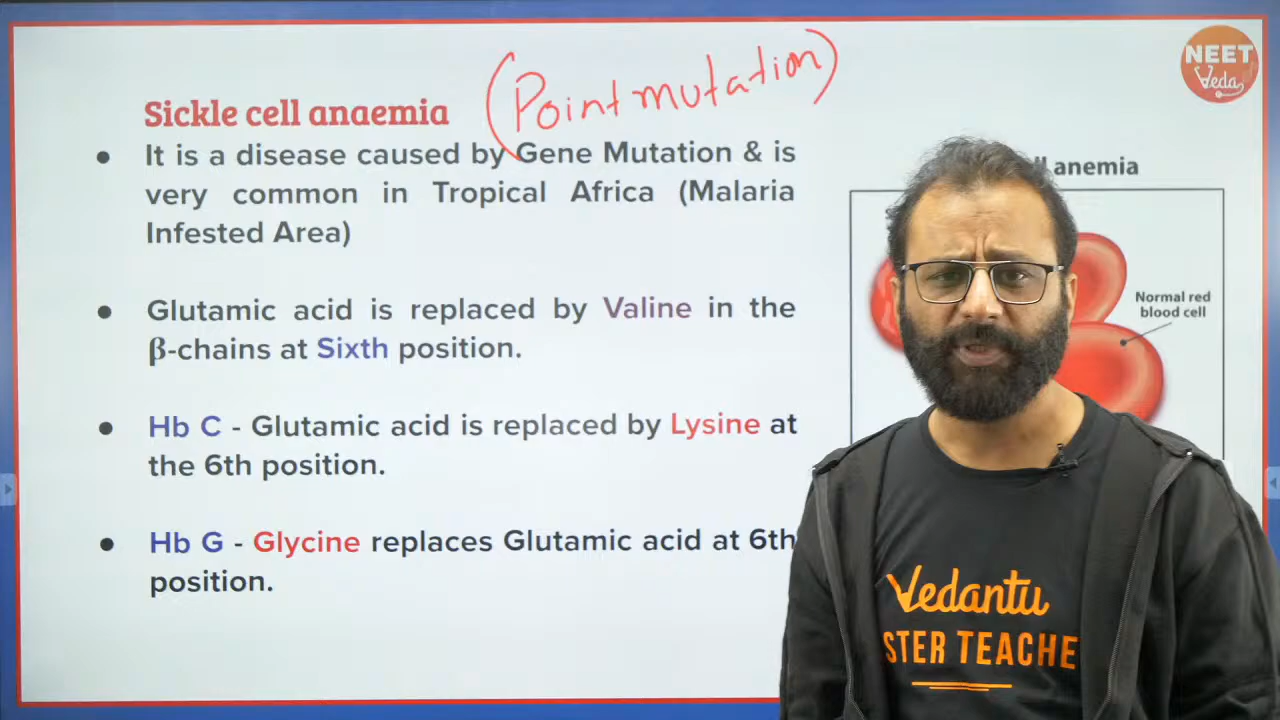 (Point mutation)
NEET
Veda
Sickle cell anaemia
• It is a disease caused by Gene Mutation & is
very common in Tropical Africa (Malaria
Infested Area)
• Glutamic acid is replaced by Valine in the
β-chains at Sixth position.
• Hb C - Glutamic acid is replaced by Lysine at
the 6th position.
• Hb G - Glycine replaces Glutamic acid at 6th
position.
anemia
Normal red
blood cell
Vedantu
STER TEACHE